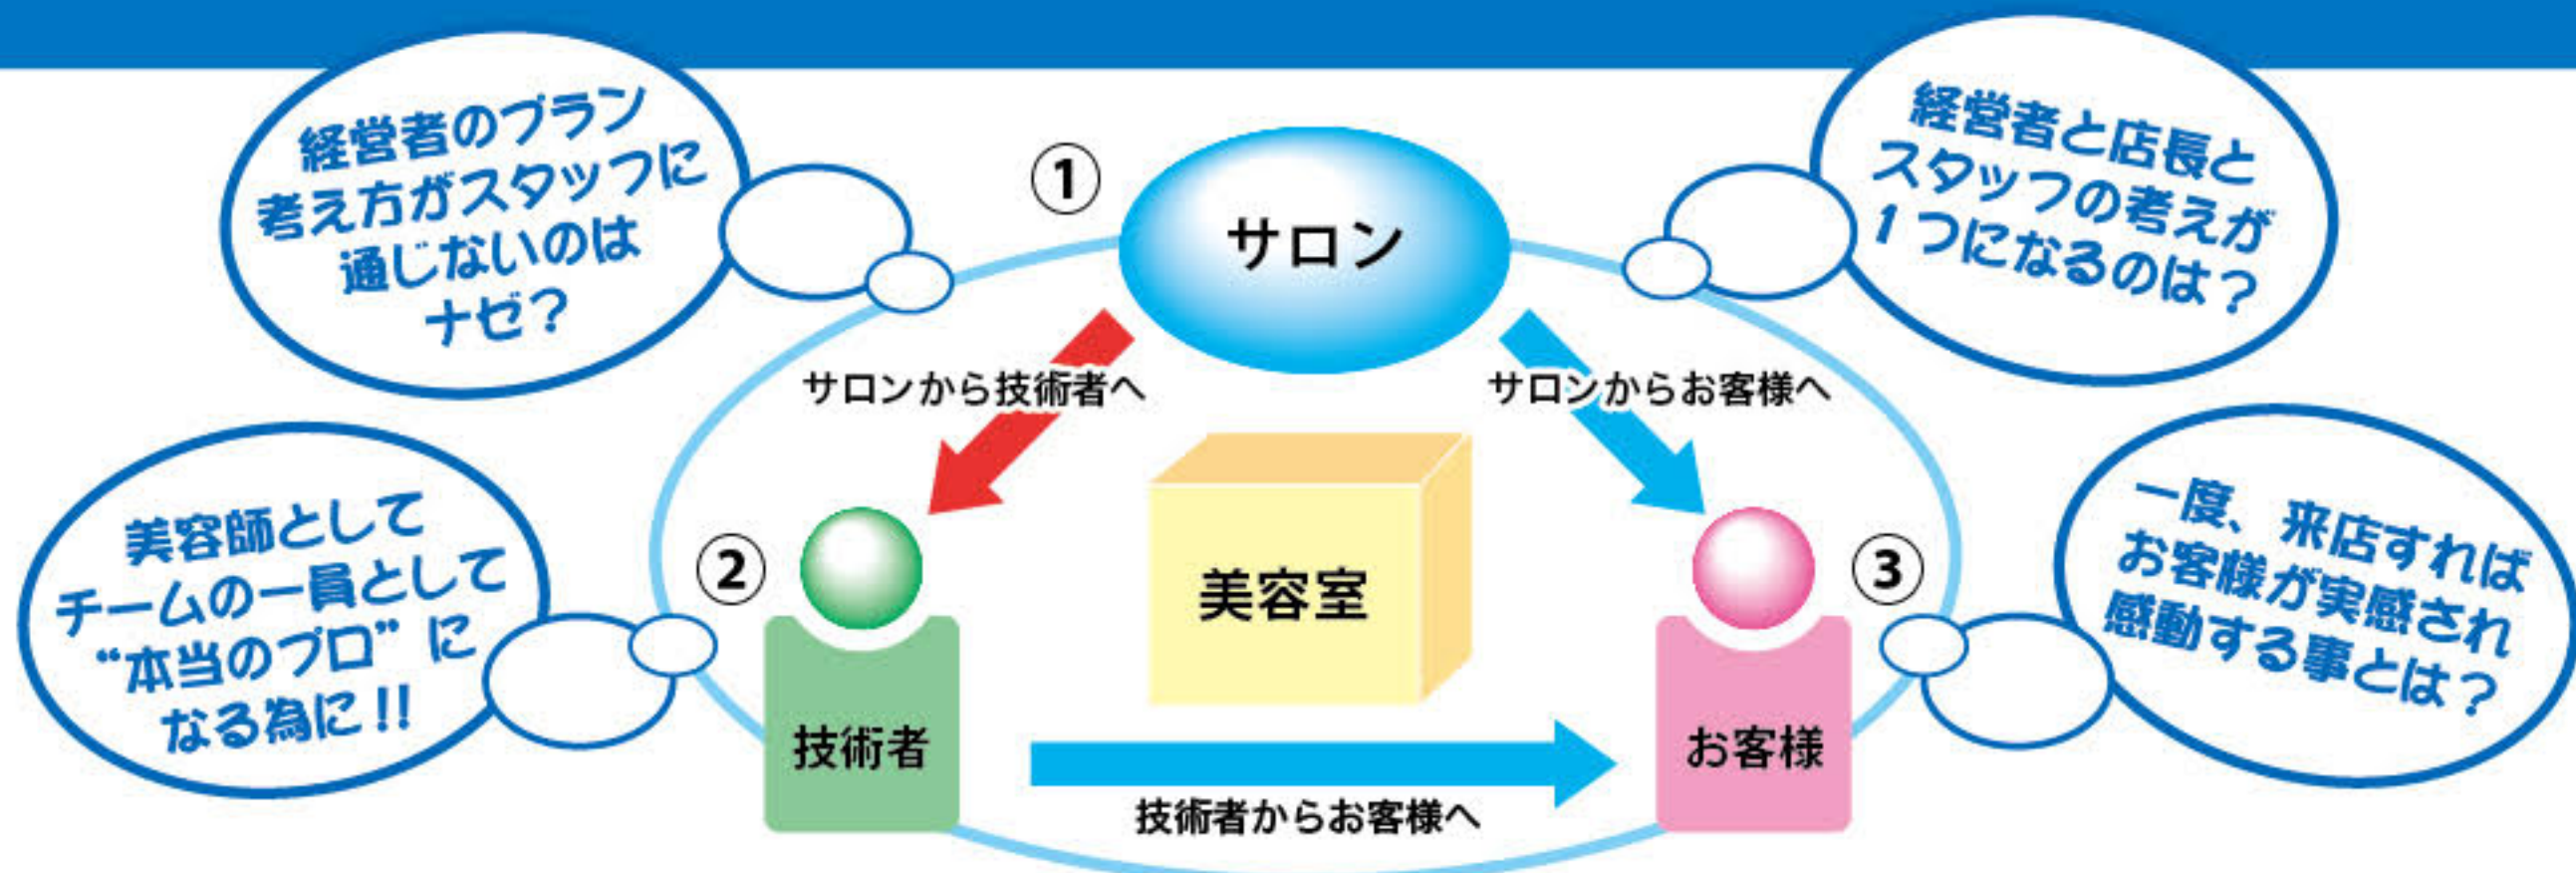 経営者のプラン
考え方がスタッフに
通じないのは
ナゼ？
①
サロン
経営者と店長と
スタッフの考えが
1つになるのは？
サロンから技術者へ
サロンからお客様へ
美容師として
チームの一員として
“本当のプロ”に
なる為に!!
②
美容室
③
一度、来店すれば
お客様が実感され
感動する事とは？
技術者
お客様
技術者からお客様へ